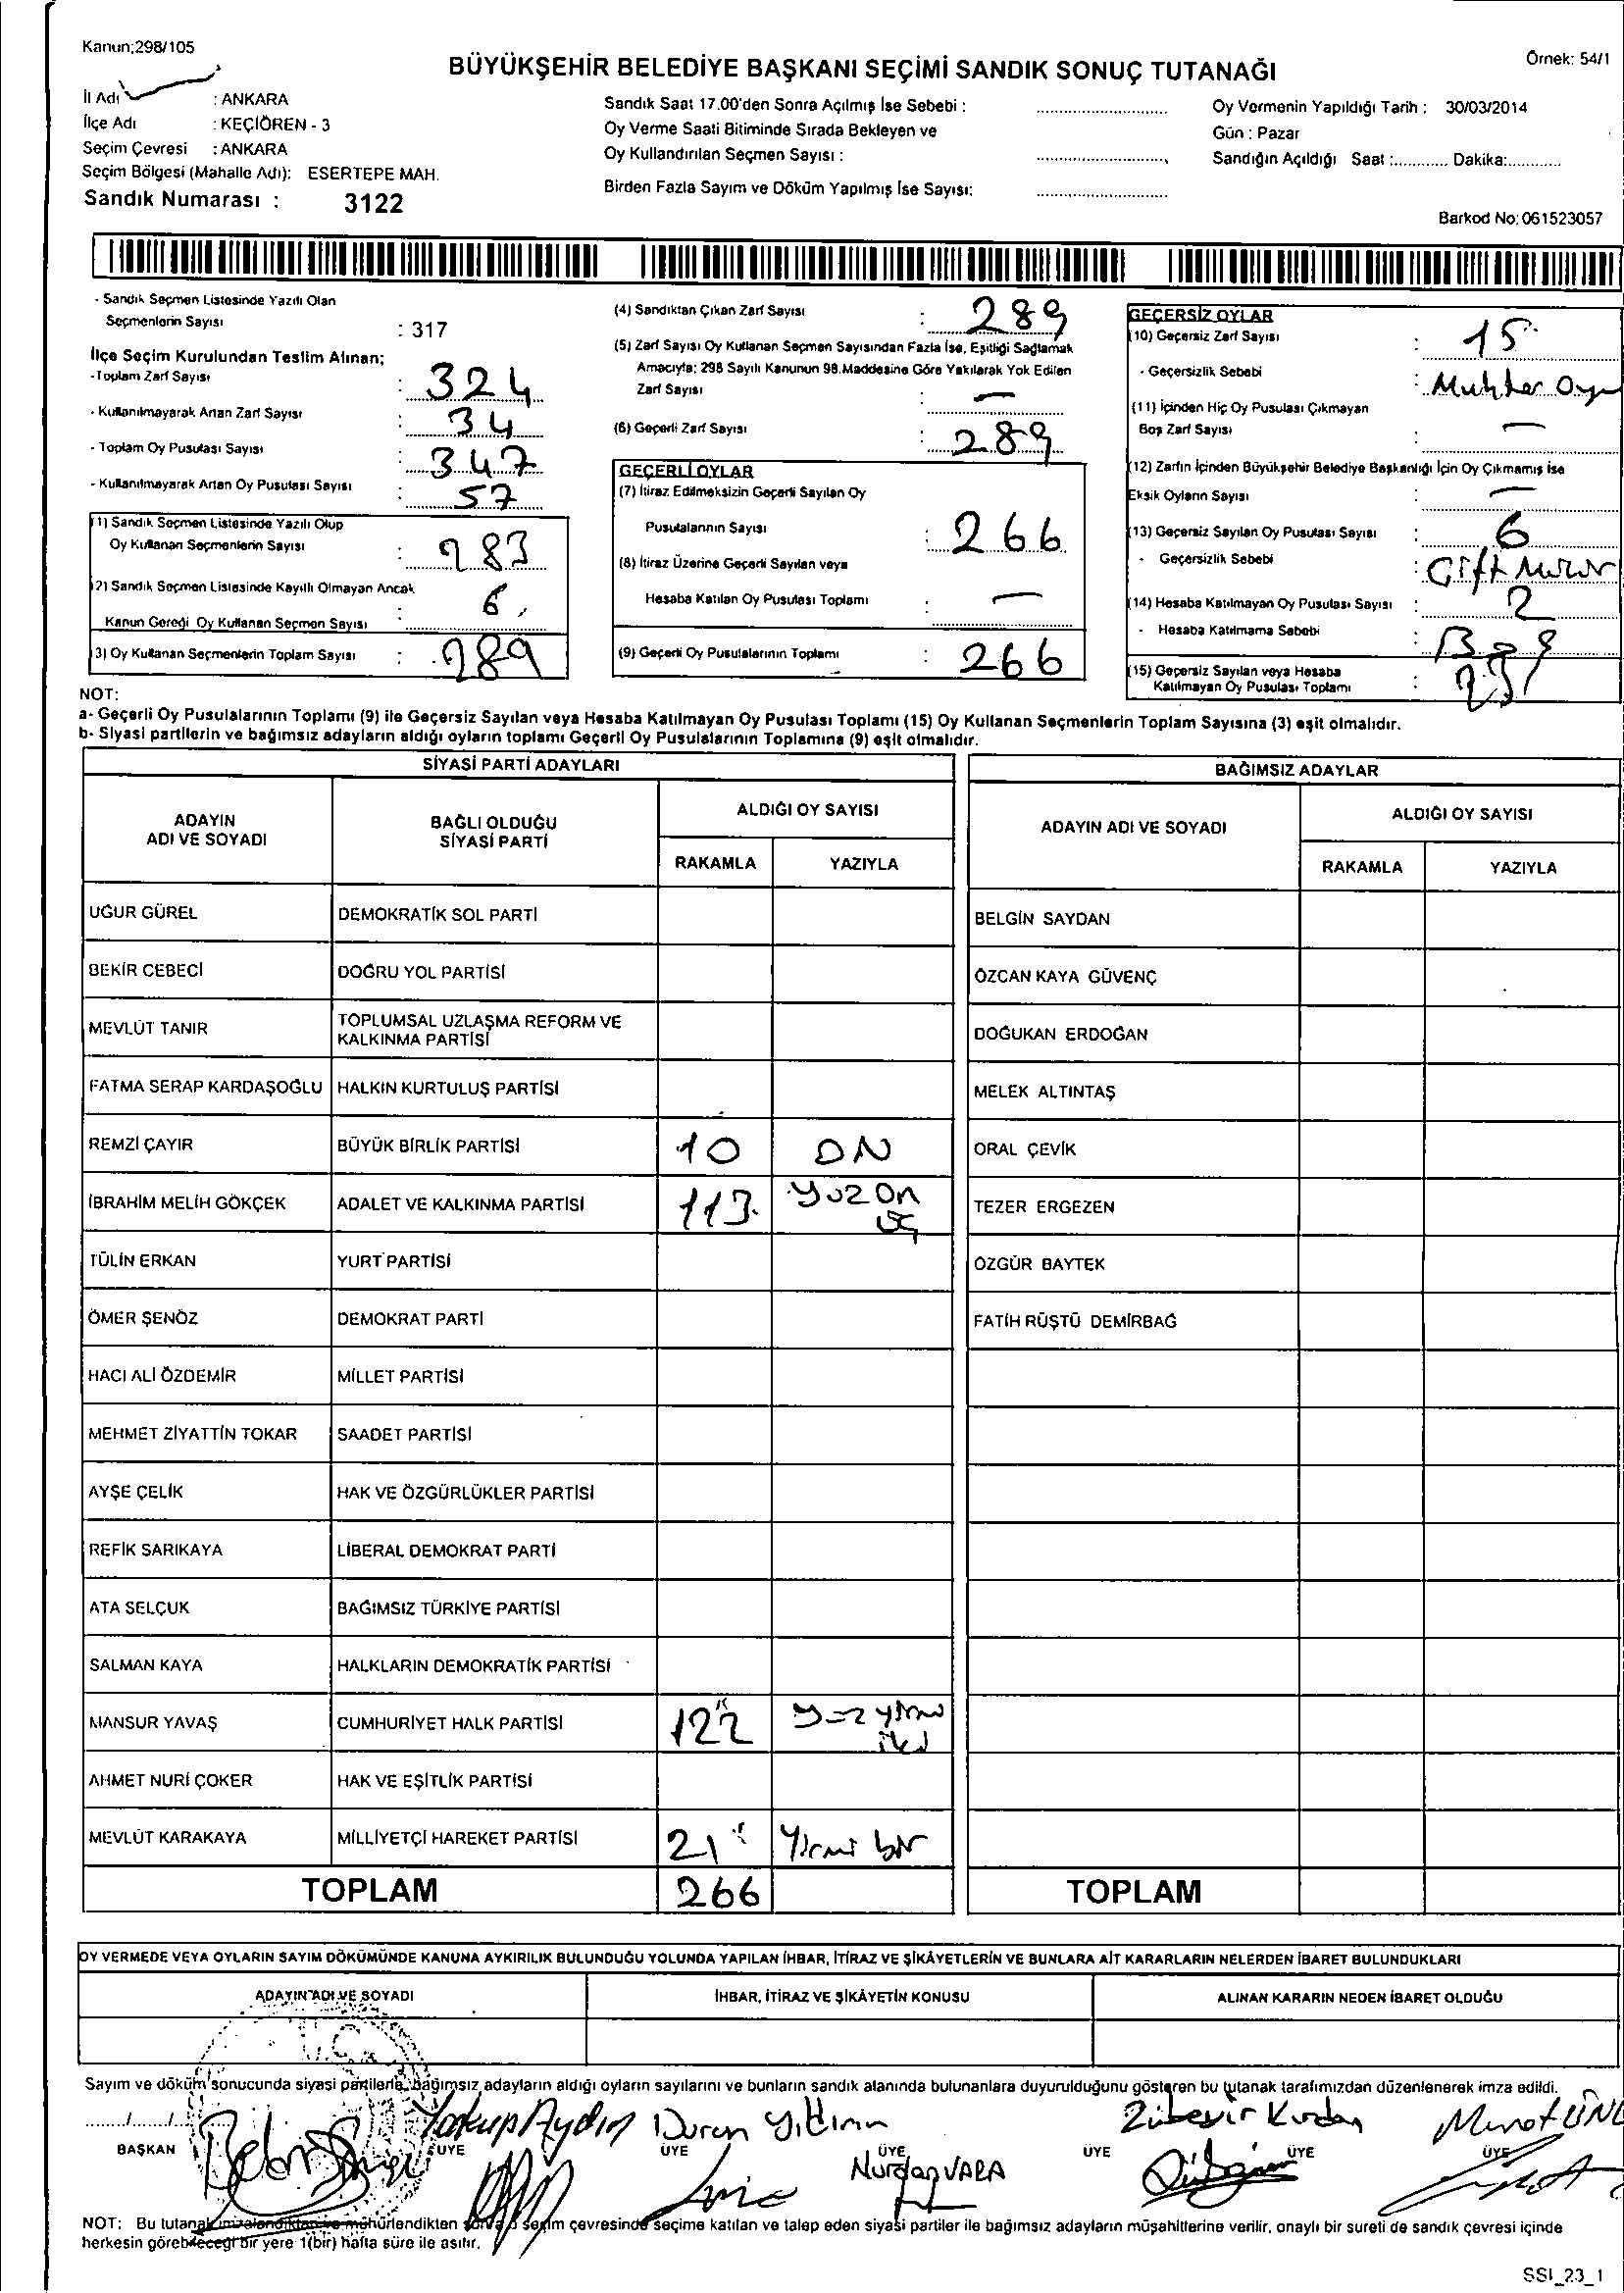 Kanun;298/105
Örnek: 54/1
BÜYÜKŞEHİR BELEDİYE BAŞKANI SEÇİMİ SANDIK SONUÇ TUTANAĞI
İl Adı : ANKARA
İlçe Adı : KEÇİÖREN - 3
Seçim Çevresi : ANKARA
Seçim Bölgesi (Mahalle Adı): ESERTEPE MAH.
Sandık Numarası : 3122
Sandık Saat 17.00'den Sonra Açılmış İse Sebebi :
Oy Verme Saati Bitiminde Sırada Bekleyen ve
Oy Kullandırılan Seçmen Sayısı :
Birden Fazla Sayım ve Döküm Yapılmış İse Sayısı:
Oy Vermenin Yapıldığı Tarih : 30/03/2014
Gün : Pazar
Sandığın Açıldığı Saat :............ Dakika:............
Barkod No: 061523057
- Sandık Seçmen Listesinde Yazılı Olan
Seçmenlerin Sayısı : 317
İlçe Seçim Kurulundan Teslim Alınan;
-Toplam Zarf Sayısı : 324
- Kullanılmayarak Artan Zarf Sayısı : 34
- Toplam Oy Pusulası Sayısı : 347
- Kullanılmayarak Artan Oy Pusulası Sayısı : 57
(1) Sandık Seçmen Listesinde Yazılı Olup
Oy Kullanan Seçmenlerin Sayısı : 283
(2) Sandık Seçmen Listesinde Kayıtlı Olmayan Ancak
Kanun Gereği Oy Kullanan Seçmen Sayısı : 6
(3) Oy Kullanan Seçmenlerin Toplam Sayısı : 289
(4) Sandıktan Çıkan Zarf Sayısı : 289
(5) Zarf Sayısı Oy Kullanan Seçmen Sayısından Fazla İse, Eşitliği Sağlamak
Amacıyla; 298 Sayılı Kanunun 98.Maddesine Göre Yakılarak Yok Edilen
Zarf Sayısı : —
(6) Geçerli Zarf Sayısı : 289
GEÇERLİ OYLAR
(7) İtiraz Edilmeksizin Geçerli Sayılan Oy
Pusulalarının Sayısı : 266
(8) İtiraz Üzerine Geçerli Sayılan veya
Hesaba Katılan Oy Pusulası Toplamı : —
(9) Geçerli Oy Pusulalarının Toplamı : 266
GEÇERSİZ OYLAR
(10) Geçersiz Zarf Sayısı : 15
- Geçersizlik Sebebi : Muhtar Oyu
(11) İçinden Hiç Oy Pusulası Çıkmayan
Boş Zarf Sayısı : —
(12) Zarfın İçinden Büyükşehir Belediye Başkanlığı İçin Oy Çıkmamış ise
Eksik Oyların Sayısı : —
(13) Geçersiz Sayılan Oy Pusulası Sayısı : 6
- Geçersizlik Sebebi : Çift Mühür
(14) Hesaba Katılmayan Oy Pusulası Sayısı : 2
- Hesaba Katılmama Sebebi : Boş
(15) Geçersiz Sayılan veya Hesaba
Katılmayan Oy Pusulası Toplamı :
NOT:
a- Geçerli Oy Pusulalarının Toplamı (9) ile Geçersiz Sayılan veya Hesaba Katılmayan Oy Pusulası Toplamı (15) Oy Kullanan Seçmenlerin Toplam Sayısına (3) eşit olmalıdır.
b- Siyasi partilerin ve bağımsız adayların aldığı oyların toplamı Geçerli Oy Pusulalarının Toplamına (9) eşit olmalıdır.
SİYASİ PARTİ ADAYLARI
ADAYIN ADI VE SOYADI
BAĞLI OLDUĞU SİYASİ PARTİ
ALDIĞI OY SAYISI
RAKAMLA YAZIYLA
UĞUR GÜREL DEMOKRATİK SOL PARTİ
BEKİR CEBECİ DOĞRU YOL PARTİSİ
MEVLÜT TANIR TOPLUMSAL UZLAŞMA REFORM VE
KALKINMA PARTİSİ
FATMA SERAP KARDAŞOĞLU HALKIN KURTULUŞ PARTİSİ
REMZİ ÇAYIR BÜYÜK BİRLİK PARTİSİ 10 ON
İBRAHİM MELİH GÖKÇEK ADALET VE KALKINMA PARTİSİ 113 Yüz On
üç
TÜLİN ERKAN YURT PARTİSİ
ÖMER ŞENÖZ DEMOKRAT PARTİ
HACI ALİ ÖZDEMİR MİLLET PARTİSİ
MEHMET ZİYATTİN TOKAR SAADET PARTİSİ
AYŞE ÇELİK HAK VE ÖZGÜRLÜKLER PARTİSİ
REFİK SARIKAYA LİBERAL DEMOKRAT PARTİ
ATA SELÇUK BAĞIMSIZ TÜRKİYE PARTİSİ
SALMAN KAYA HALKLARIN DEMOKRATİK PARTİSİ
MANSUR YAVAŞ CUMHURİYET HALK PARTİSİ 122 Yüz yirmi
iki
AHMET NURİ ÇOKER HAK VE EŞİTLİK PARTİSİ
MEVLÜT KARAKAYA MİLLİYETÇİ HAREKET PARTİSİ 21 Yirmi bir
TOPLAM 266
BAĞIMSIZ ADAYLAR
ADAYIN ADI VE SOYADI
ALDIĞI OY SAYISI
RAKAMLA YAZIYLA
BELGİN SAYDAN
ÖZCAN KAYA GÜVENÇ
DOĞUKAN ERDOĞAN
MELEK ALTINTAŞ
ORAL ÇEVİK
TEZER ERGEZEN
ÖZGÜR BAYTEK
FATİH RÜŞTÜ DEMİRBAĞ
TOPLAM
OY VERMEDE VEYA OYLARIN SAYIM DÖKÜMÜNDE KANUNA AYKIRILIK BULUNDUĞU YOLUNDA YAPILAN İHBAR, İTİRAZ VE ŞİKÂYETLERİN VE BUNLARA AİT KARARLARIN NELERDEN İBARET BULUNDUKLARI
ADAYIN ADI VE SOYADI
İHBAR, İTİRAZ VE ŞİKÂYETİN KONUSU
ALINAN KARARIN NEDEN İBARET OLDUĞU
Sayım ve döküm sonucunda siyasi partilerle, bağımsız adayların aldığı oyların sayılarını ve bunların sandık alanında bulunanlara duyurulduğunu gösteren bu tutanak tarafımızdan düzenlenerek imza edildi.
......./......./
Yakup Aydın Duran Yıldırım Zübeyir Kurdan Murat ÜNL
BAŞKAN ÜYE ÜYE ÜYE ÜYE ÜYE ÜYE
Nurdan VARA
NOT: Bu tutanak imzalandıktan ve mühürlendikten sonra o seçim çevresinde seçime katılan ve talep eden siyasi partiler ile bağımsız adayların müşahitlerine verilir, onaylı bir sureti de sandık çevresi içinde
herkesin görebileceği bir yere 1(bir) hafta süre ile asılır.
SSI_23_1